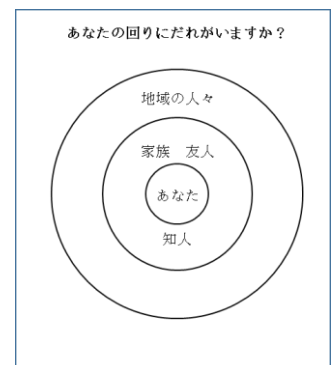 あなたの回りにだれがいますか？
地域の人々
家族　友人
あなた
知人